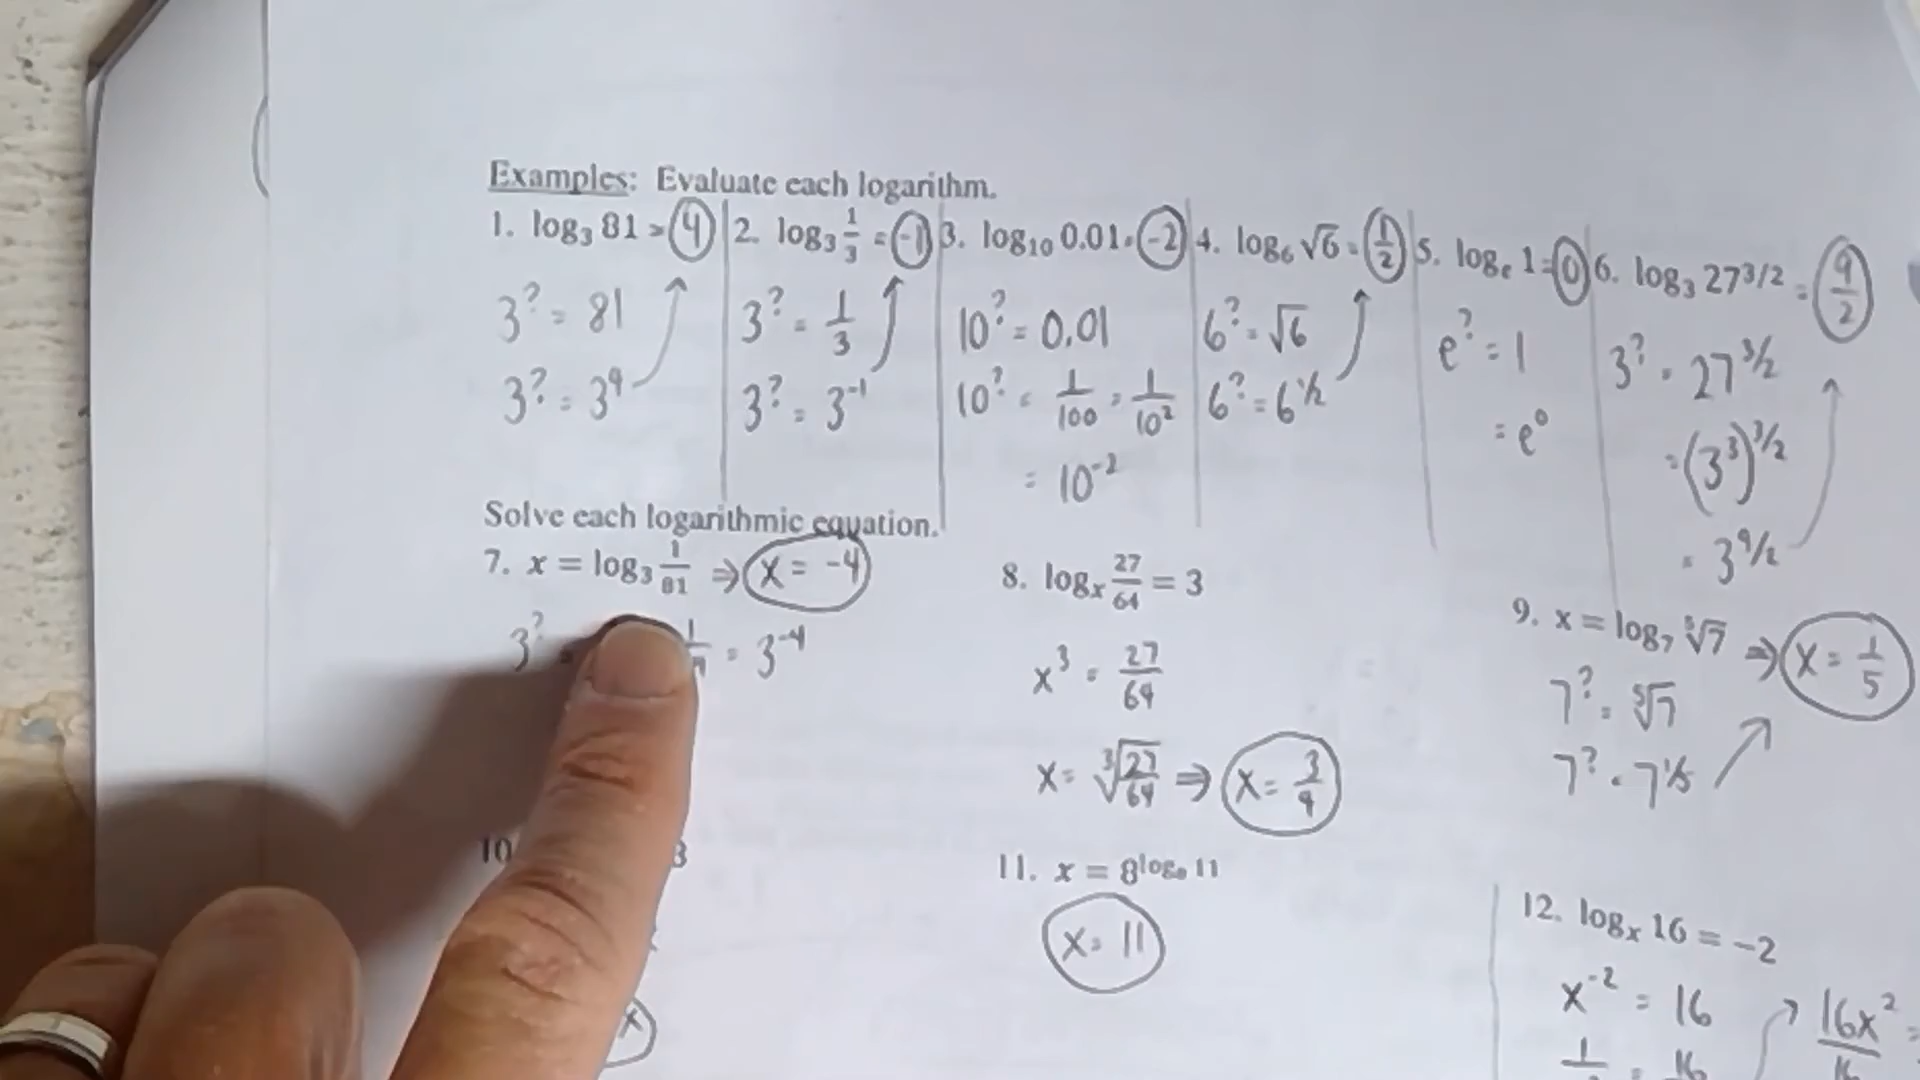 Examples: Evaluate each logarithm.
1. log₃ 81 = 4
3^? = 81
3^? = 3⁴
2. log₃ 1/3 = -1
3^? = 1/3
3^? = 3⁻¹
3. log₁₀ 0.01 = -2
10^? = 0.01
10^? = 1/100 = 1/10²
= 10⁻²
4. log₆ √6 = 1/2
6^? = √6
6^? = 6^1/2
5. logₑ 1 = 0
e^? = 1
= e⁰
6. log₃ 27^3/2 = 9/2
3^? = 27^3/2
= (3³)^3/2
= 3^9/2
Solve each logarithmic equation.
7. x = log₃ 1/81 ⇒ x = -4
3^? = 3⁻⁴
8. logₓ 27/64 = 3
x³ = 27/64
x = ∛27/64 ⇒ x = 3/4
9. x = log₇ ⁵√7 ⇒ x = 1/5
7^? = ⁵√7
7^? = 7^1/5
10
3
11. x = 8^log₈ 11
x = 11
12. logₓ 16 = -2
x⁻² = 16
16x² =
16